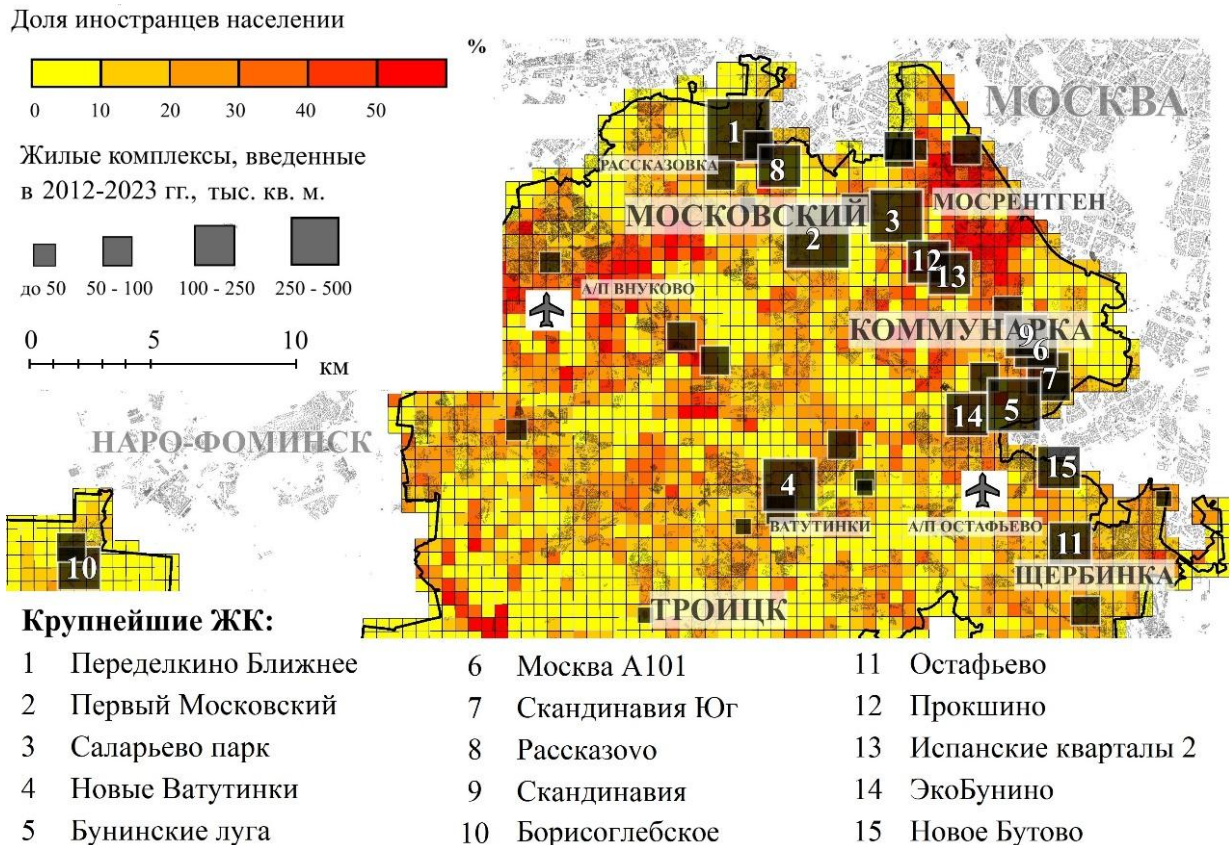 Доля иностранцев населении
%
0 10 20 30 40 50
Жилые комплексы, введенные
в 2012-2023 гг., тыс. кв. м.
до 50 50 - 100 100 - 250 250 - 500
0 5 10
км
МОСКВА
1
РАССКАЗОВКА
8
МОСКОВСКИЙ
МОСРЕНТГЕН
3
2
12
13
А/П ВНУКОВО
КОММУНАРКА
9
6
7
14
5
НАРО-ФОМИНСК
15
4
ВАТУТИНКИ
А/П ОСТАФЬЕВО
11
10
ЩЕРБИНКА
ТРОИЦК
Крупнейшие ЖК:
1 Переделкино Ближнее
2 Первый Московский
3 Саларьево парк
4 Новые Ватутинки
5 Бунинские луга
6 Москва А101
7 Скандинавия Юг
8 Рассказоvо
9 Скандинавия
10 Борисоглебское
11 Остафьево
12 Прокшино
13 Испанские кварталы 2
14 ЭкоБунино
15 Новое Бутово